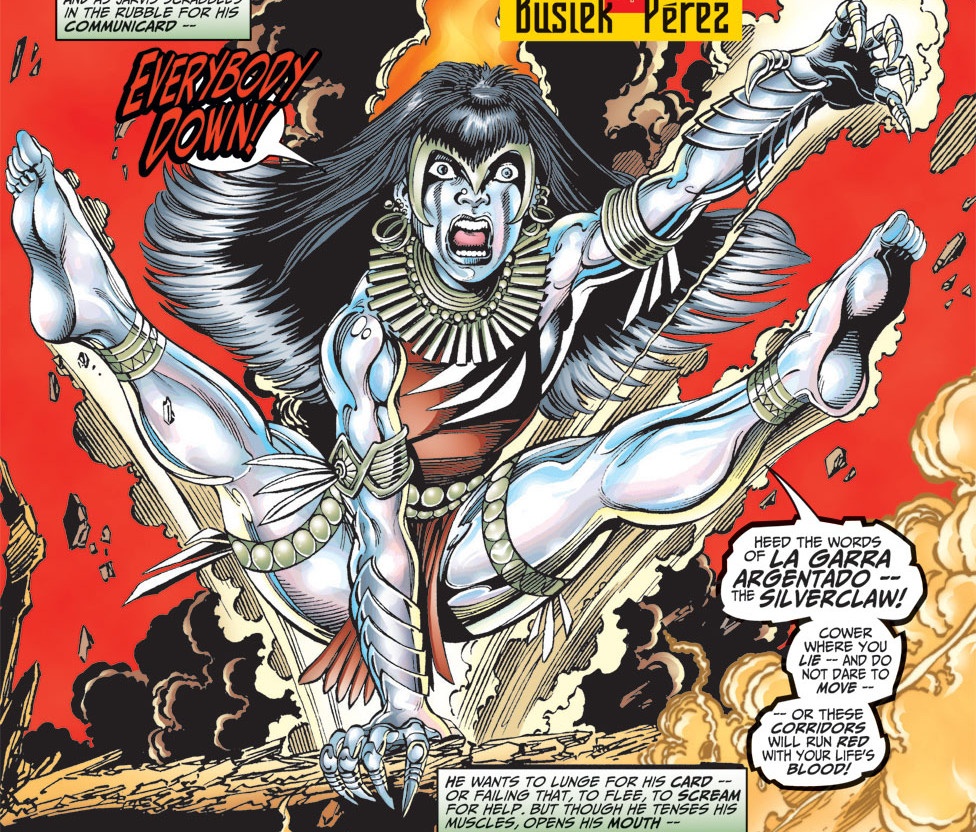 AND AS JARVIS SCRABBLES
IN THE RUBBLE FOR HIS
COMMUNICARD --
Busiek Pérez
EVERYBODY
DOWN!
HEED THE WORDS
OF LA GARRA
ARGENTADO --
THE SILVERCLAW!
COWER
WHERE YOU
LIE -- AND DO
NOT DARE TO
MOVE --
-- OR THESE
CORRIDORS
WILL RUN RED
WITH YOUR LIFE'S
BLOOD!
HE WANTS TO LUNGE FOR HIS CARD --
OR FAILING THAT, TO FLEE, TO SCREAM
FOR HELP. BUT THOUGH HE TENSES HIS
MUSCLES, OPENS HIS MOUTH --